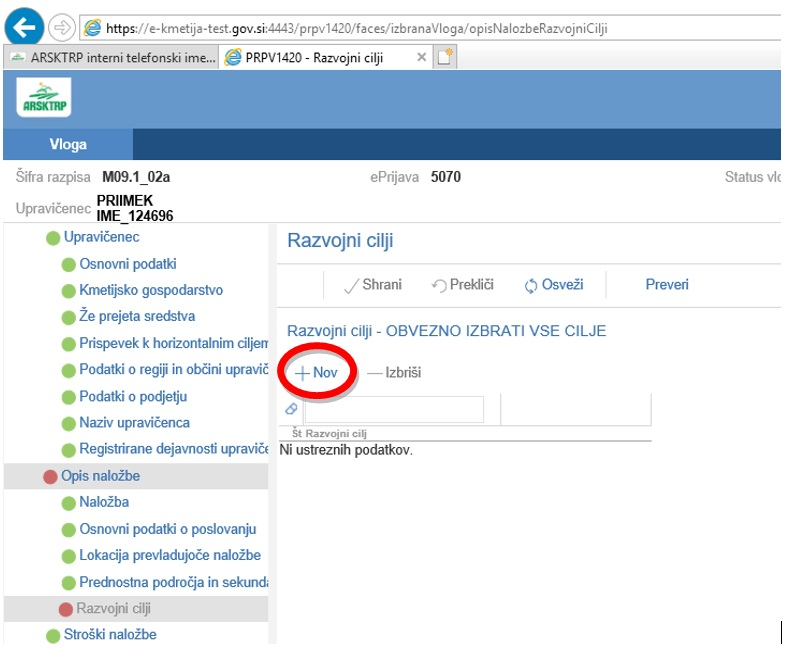 https://e-kmetija-test.gov.si:4443/prpv1420/faces/izbranaVloga/opisNalozbeRazvojniCilji
ARSKTRP interni telefonski ime...
PRPV1420 - Razvojni cilji
ARSKTRP
Vloga
Šifra razpisa M09.1_02a ePrijava 5070 Status vlo
Upravičenec PRIIMEK
IME_124696
Upravičenec
Osnovni podatki
Kmetijsko gospodarstvo
Že prejeta sredstva
Prispevek k horizontalnim ciljem
Podatki o regiji in občini upravič
Podatki o podjetju
Naziv upravičenca
Registrirane dejavnosti upraviče
Opis naložbe
Naložba
Osnovni podatki o poslovanju
Lokacija prevladujoče naložbe
Prednostna področja in sekunda
Razvojni cilji
Stroški naložbe
Razvojni cilji
Shrani Prekliči Osveži Preveri
Razvojni cilji - OBVEZNO IZBRATI VSE CILJE
Nov Izbriši
Št Razvojni cilj
Ni ustreznih podatkov.